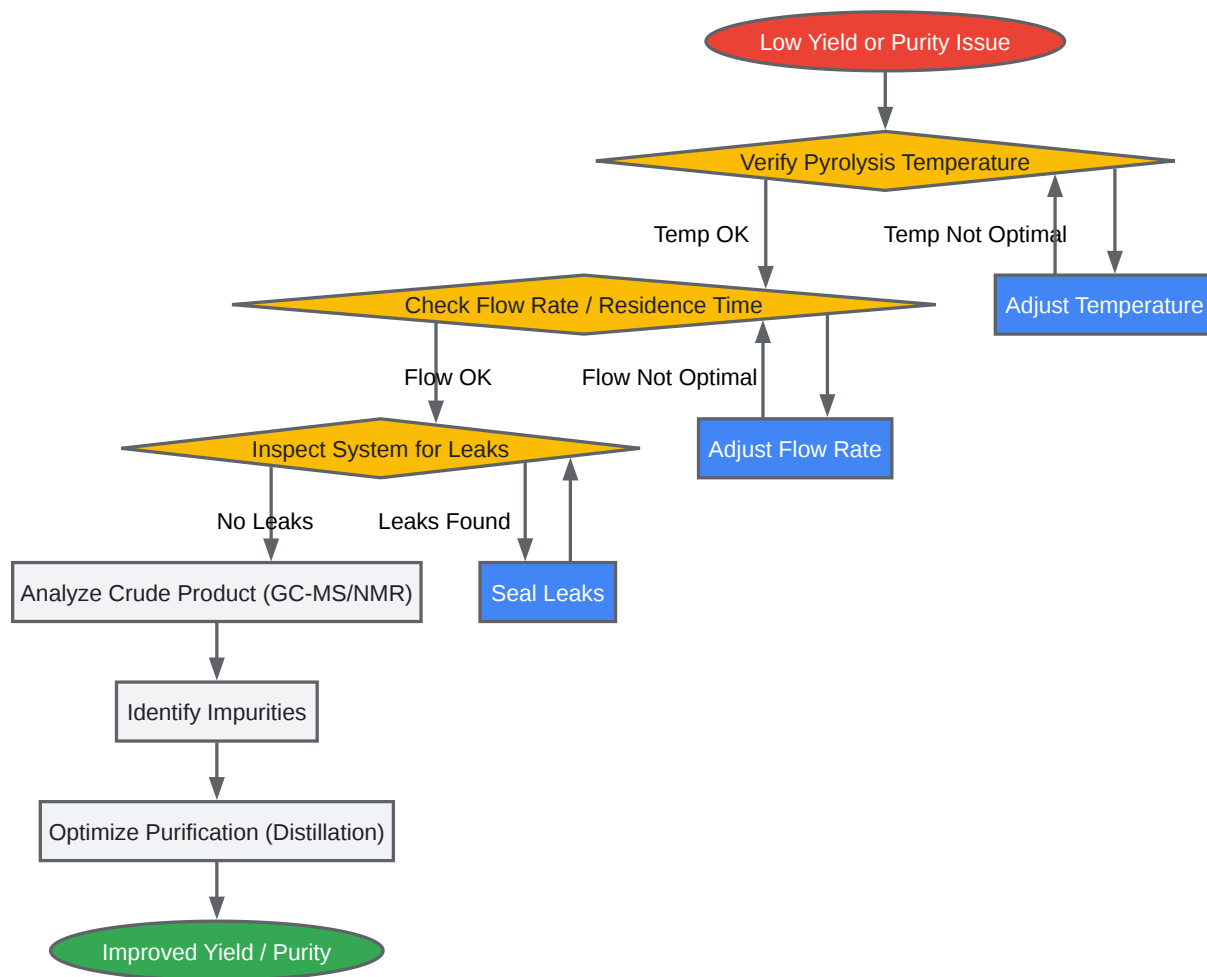 Low Yield or Purity Issue
Verify Pyrolysis Temperature
Temp OK
Temp Not Optimal
Check Flow Rate / Residence Time
Adjust Temperature
Flow OK
Flow Not Optimal
Inspect System for Leaks
Adjust Flow Rate
No Leaks
Leaks Found
Analyze Crude Product (GC-MS/NMR)
Seal Leaks
Identify Impurities
Optimize Purification (Distillation)
Improved Yield / Purity